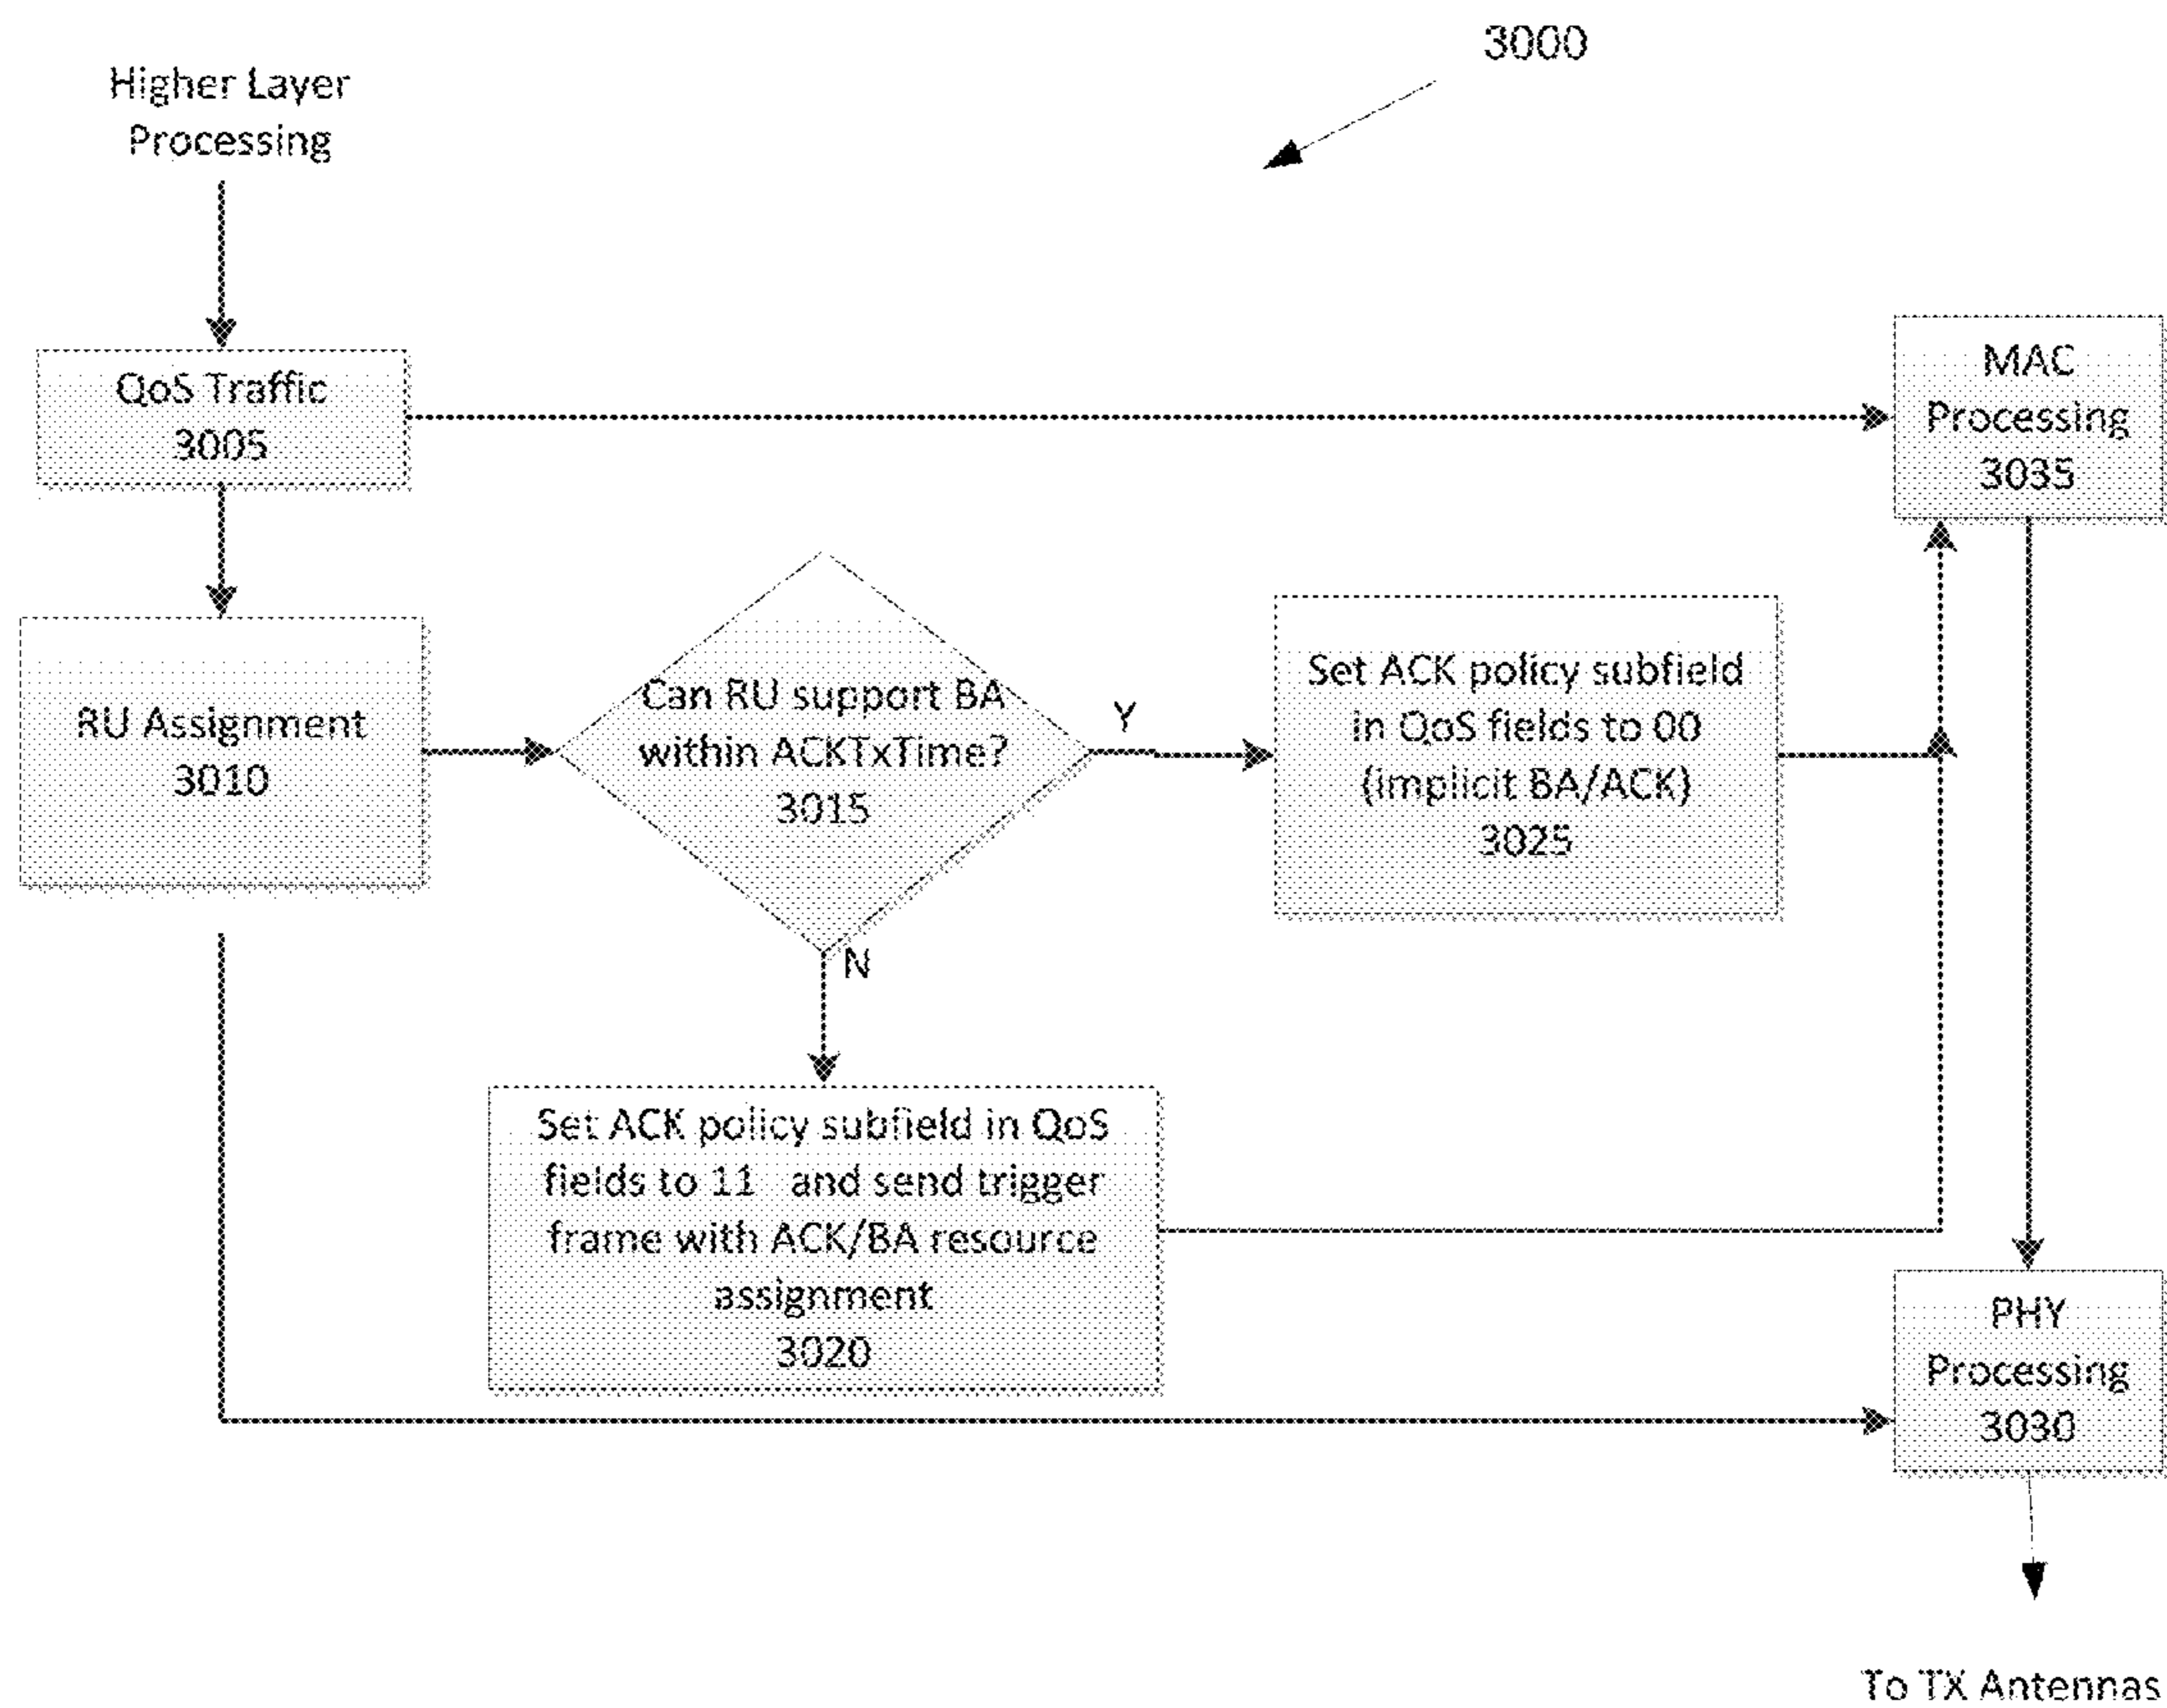 3000
Higher Layer
Processing
QoS Traffic
3005
MAC
Processing
3035
RU Assignment
3010
Can RU support BA
within ACKTxTime?
3015
Y
Set ACK policy subfield
in QoS fields to 00
(implicit BA/ACK)
3025
N
Set ACK policy subfield in QoS
fields to 11 and send trigger
frame with ACK/BA resource
assignment
3020
PHY
Processing
3030
To TX Antennas